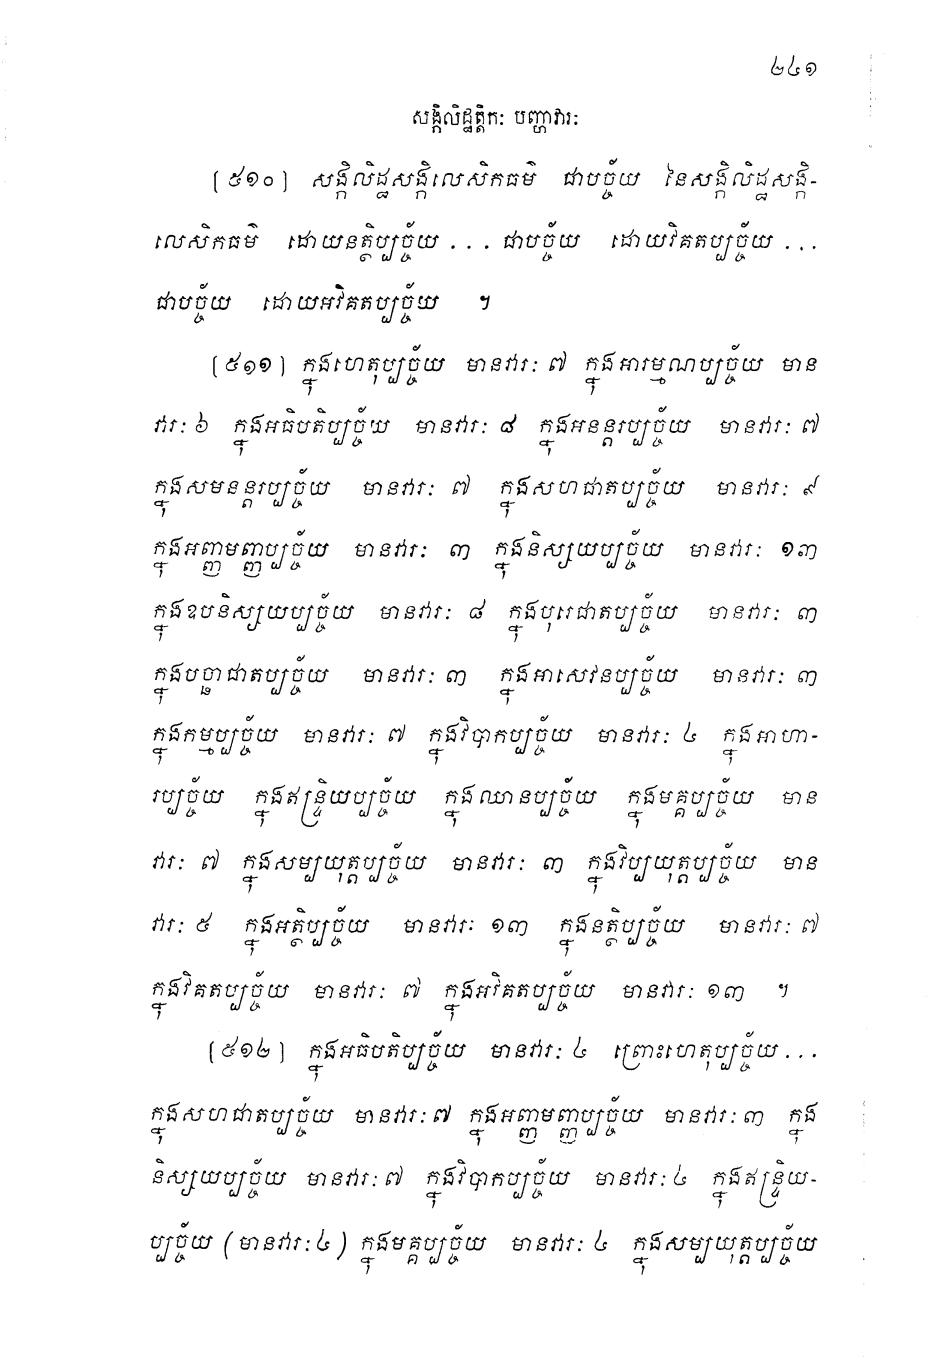 ២៤១
សង្កិលិដ្ឋត្តិកៈ បញ្ហាវារៈ
[៥១០] សង្កិលិដ្ឋសង្កិលេសិកធម៌ ជាបច្ច័យ នៃសង្កិលិដ្ឋសង្កិ-
លេសិកធម៌ ដោយនត្ថិប្បច្ច័យ ... ជាបច្ច័យ ដោយវិគតប្បច្ច័យ ...
ជាបច្ច័យ ដោយអវិគតប្បច្ច័យ ។
[៥១១] ក្នុងហេតុប្បច្ច័យ មានវារៈ ៧ ក្នុងអារម្មណប្បច្ច័យ មាន
វារៈ ៦ ក្នុងអធិបតិប្បច្ច័យ មានវារៈ ៨ ក្នុងអនន្តរប្បច្ច័យ មានវារៈ ៧
ក្នុងសមនន្តរប្បច្ច័យ មានវារៈ ៧ ក្នុងសហជាតប្បច្ច័យ មានវារៈ ៩
ក្នុងអញ្ញាមញ្ញប្បច្ច័យ មានវារៈ ៣ ក្នុងនិស្សយប្បច្ច័យ មានវារៈ ១៣
ក្នុងឧបនិស្សយប្បច្ច័យ មានវារៈ ៨ ក្នុងបុរេជាតប្បច្ច័យ មានវារៈ ៣
ក្នុងបច្ឆាជាតប្បច្ច័យ មានវារៈ ៣ ក្នុងអាសេវនប្បច្ច័យ មានវារៈ ៣
ក្នុងកម្មប្បច្ច័យ មានវារៈ ៧ ក្នុងវិបាកប្បច្ច័យ មានវារៈ ៤ ក្នុងអាហា-
រប្បច្ច័យ ក្នុងឥន្ទ្រិយប្បច្ច័យ ក្នុងឈានប្បច្ច័យ ក្នុងមគ្គប្បច្ច័យ មាន
វារៈ ៧ ក្នុងសម្បយុត្តប្បច្ច័យ មានវារៈ ៣ ក្នុងវិប្បយុត្តប្បច្ច័យ មាន
វារៈ ៥ ក្នុងអត្ថិប្បច្ច័យ មានវារៈ ១៣ ក្នុងនត្ថិប្បច្ច័យ មានវារៈ ៧
ក្នុងវិគតប្បច្ច័យ មានវារៈ ៧ ក្នុងអវិគតប្បច្ច័យ មានវារៈ ១៣ ។
[៥១២] ក្នុងអធិបតិប្បច្ច័យ មានវារៈ ៤ ព្រោះហេតុប្បច្ច័យ ...
ក្នុងសហជាតប្បច្ច័យ មានវារៈ ៧ ក្នុងអញ្ញាមញ្ញប្បច្ច័យ មានវារៈ ៣ ក្នុង
និស្សយប្បច្ច័យ មានវារៈ ៧ ក្នុងវិបាកប្បច្ច័យ មានវារៈ ៤ ក្នុងឥន្ទ្រិយ-
ប្បច្ច័យ (មានវារៈ ៤) ក្នុងមគ្គប្បច្ច័យ មានវារៈ ៤ ក្នុងសម្បយុត្តប្បច្ច័យ